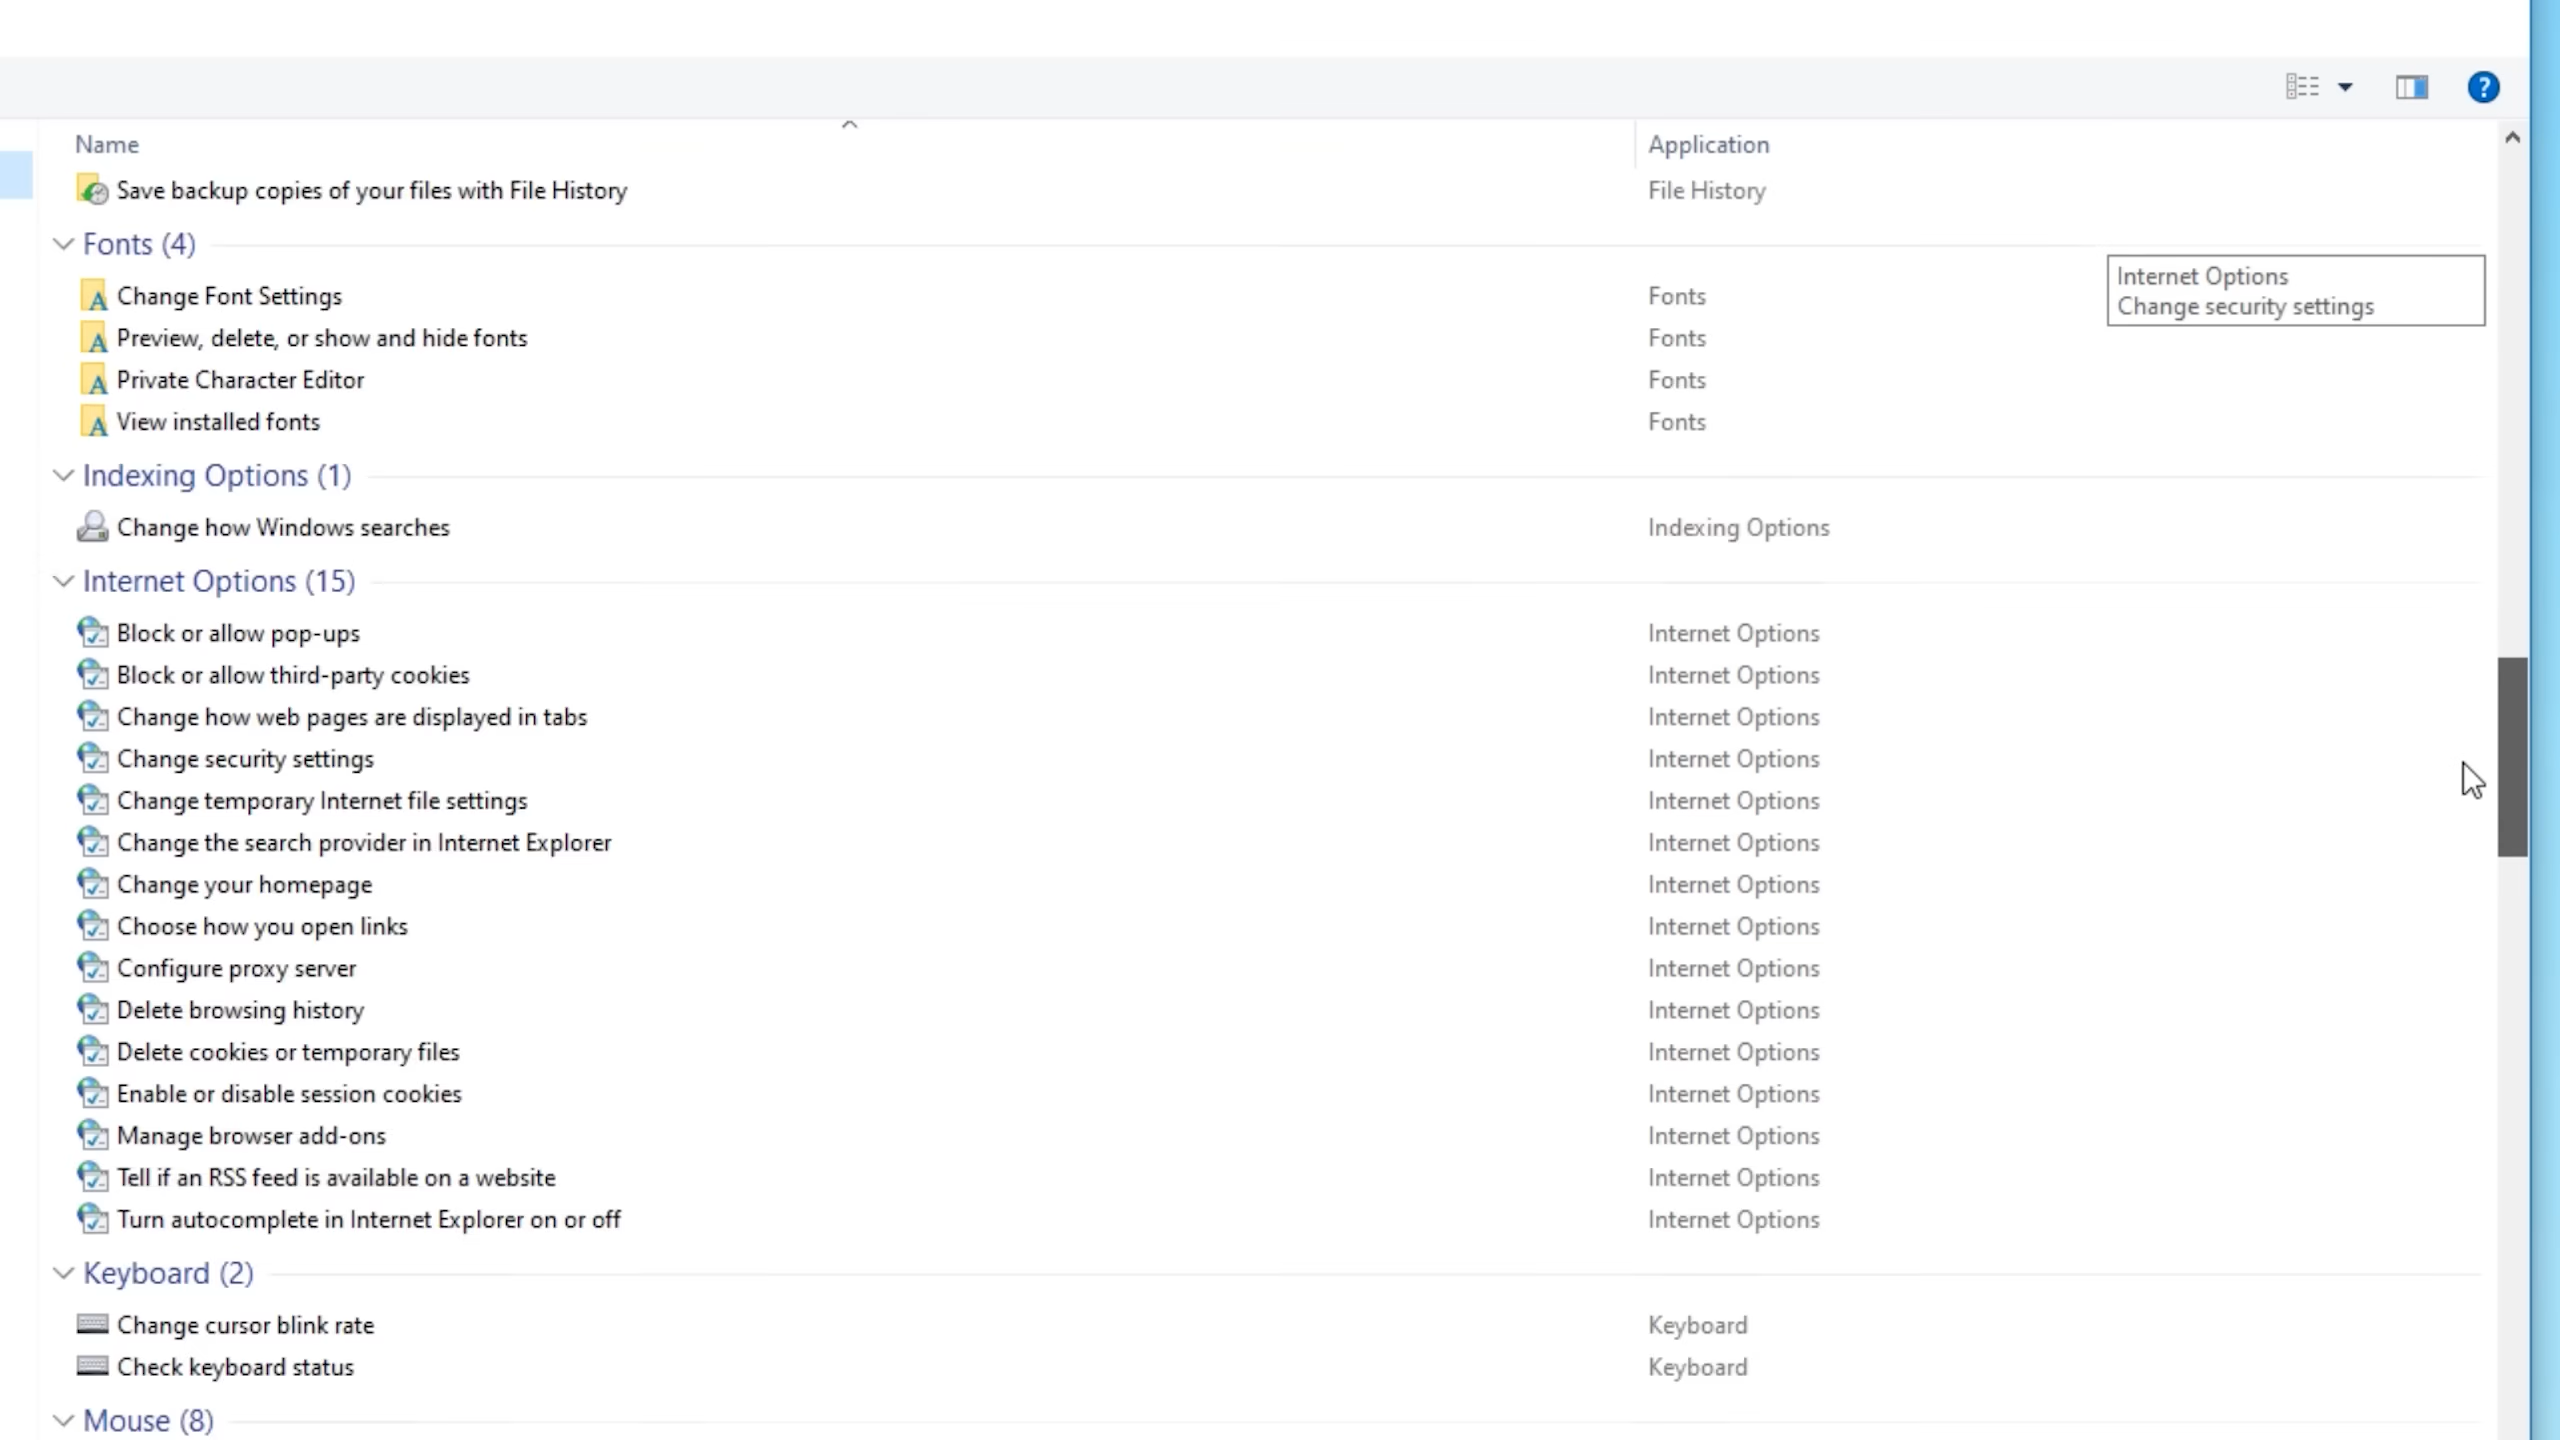 Name Application
Save backup copies of your files with File History File History
Fonts (4)
Internet Options
Change security settings
Change Font Settings Fonts
Preview, delete, or show and hide fonts Fonts
Private Character Editor Fonts
View installed fonts Fonts
Indexing Options (1)
Change how Windows searches Indexing Options
Internet Options (15)
Block or allow pop-ups Internet Options
Block or allow third-party cookies Internet Options
Change how web pages are displayed in tabs Internet Options
Change security settings Internet Options
Change temporary Internet file settings Internet Options
Change the search provider in Internet Explorer Internet Options
Change your homepage Internet Options
Choose how you open links Internet Options
Configure proxy server Internet Options
Delete browsing history Internet Options
Delete cookies or temporary files Internet Options
Enable or disable session cookies Internet Options
Manage browser add-ons Internet Options
Tell if an RSS feed is available on a website Internet Options
Turn autocomplete in Internet Explorer on or off Internet Options
Keyboard (2)
Change cursor blink rate Keyboard
Check keyboard status Keyboard
Mouse (8)